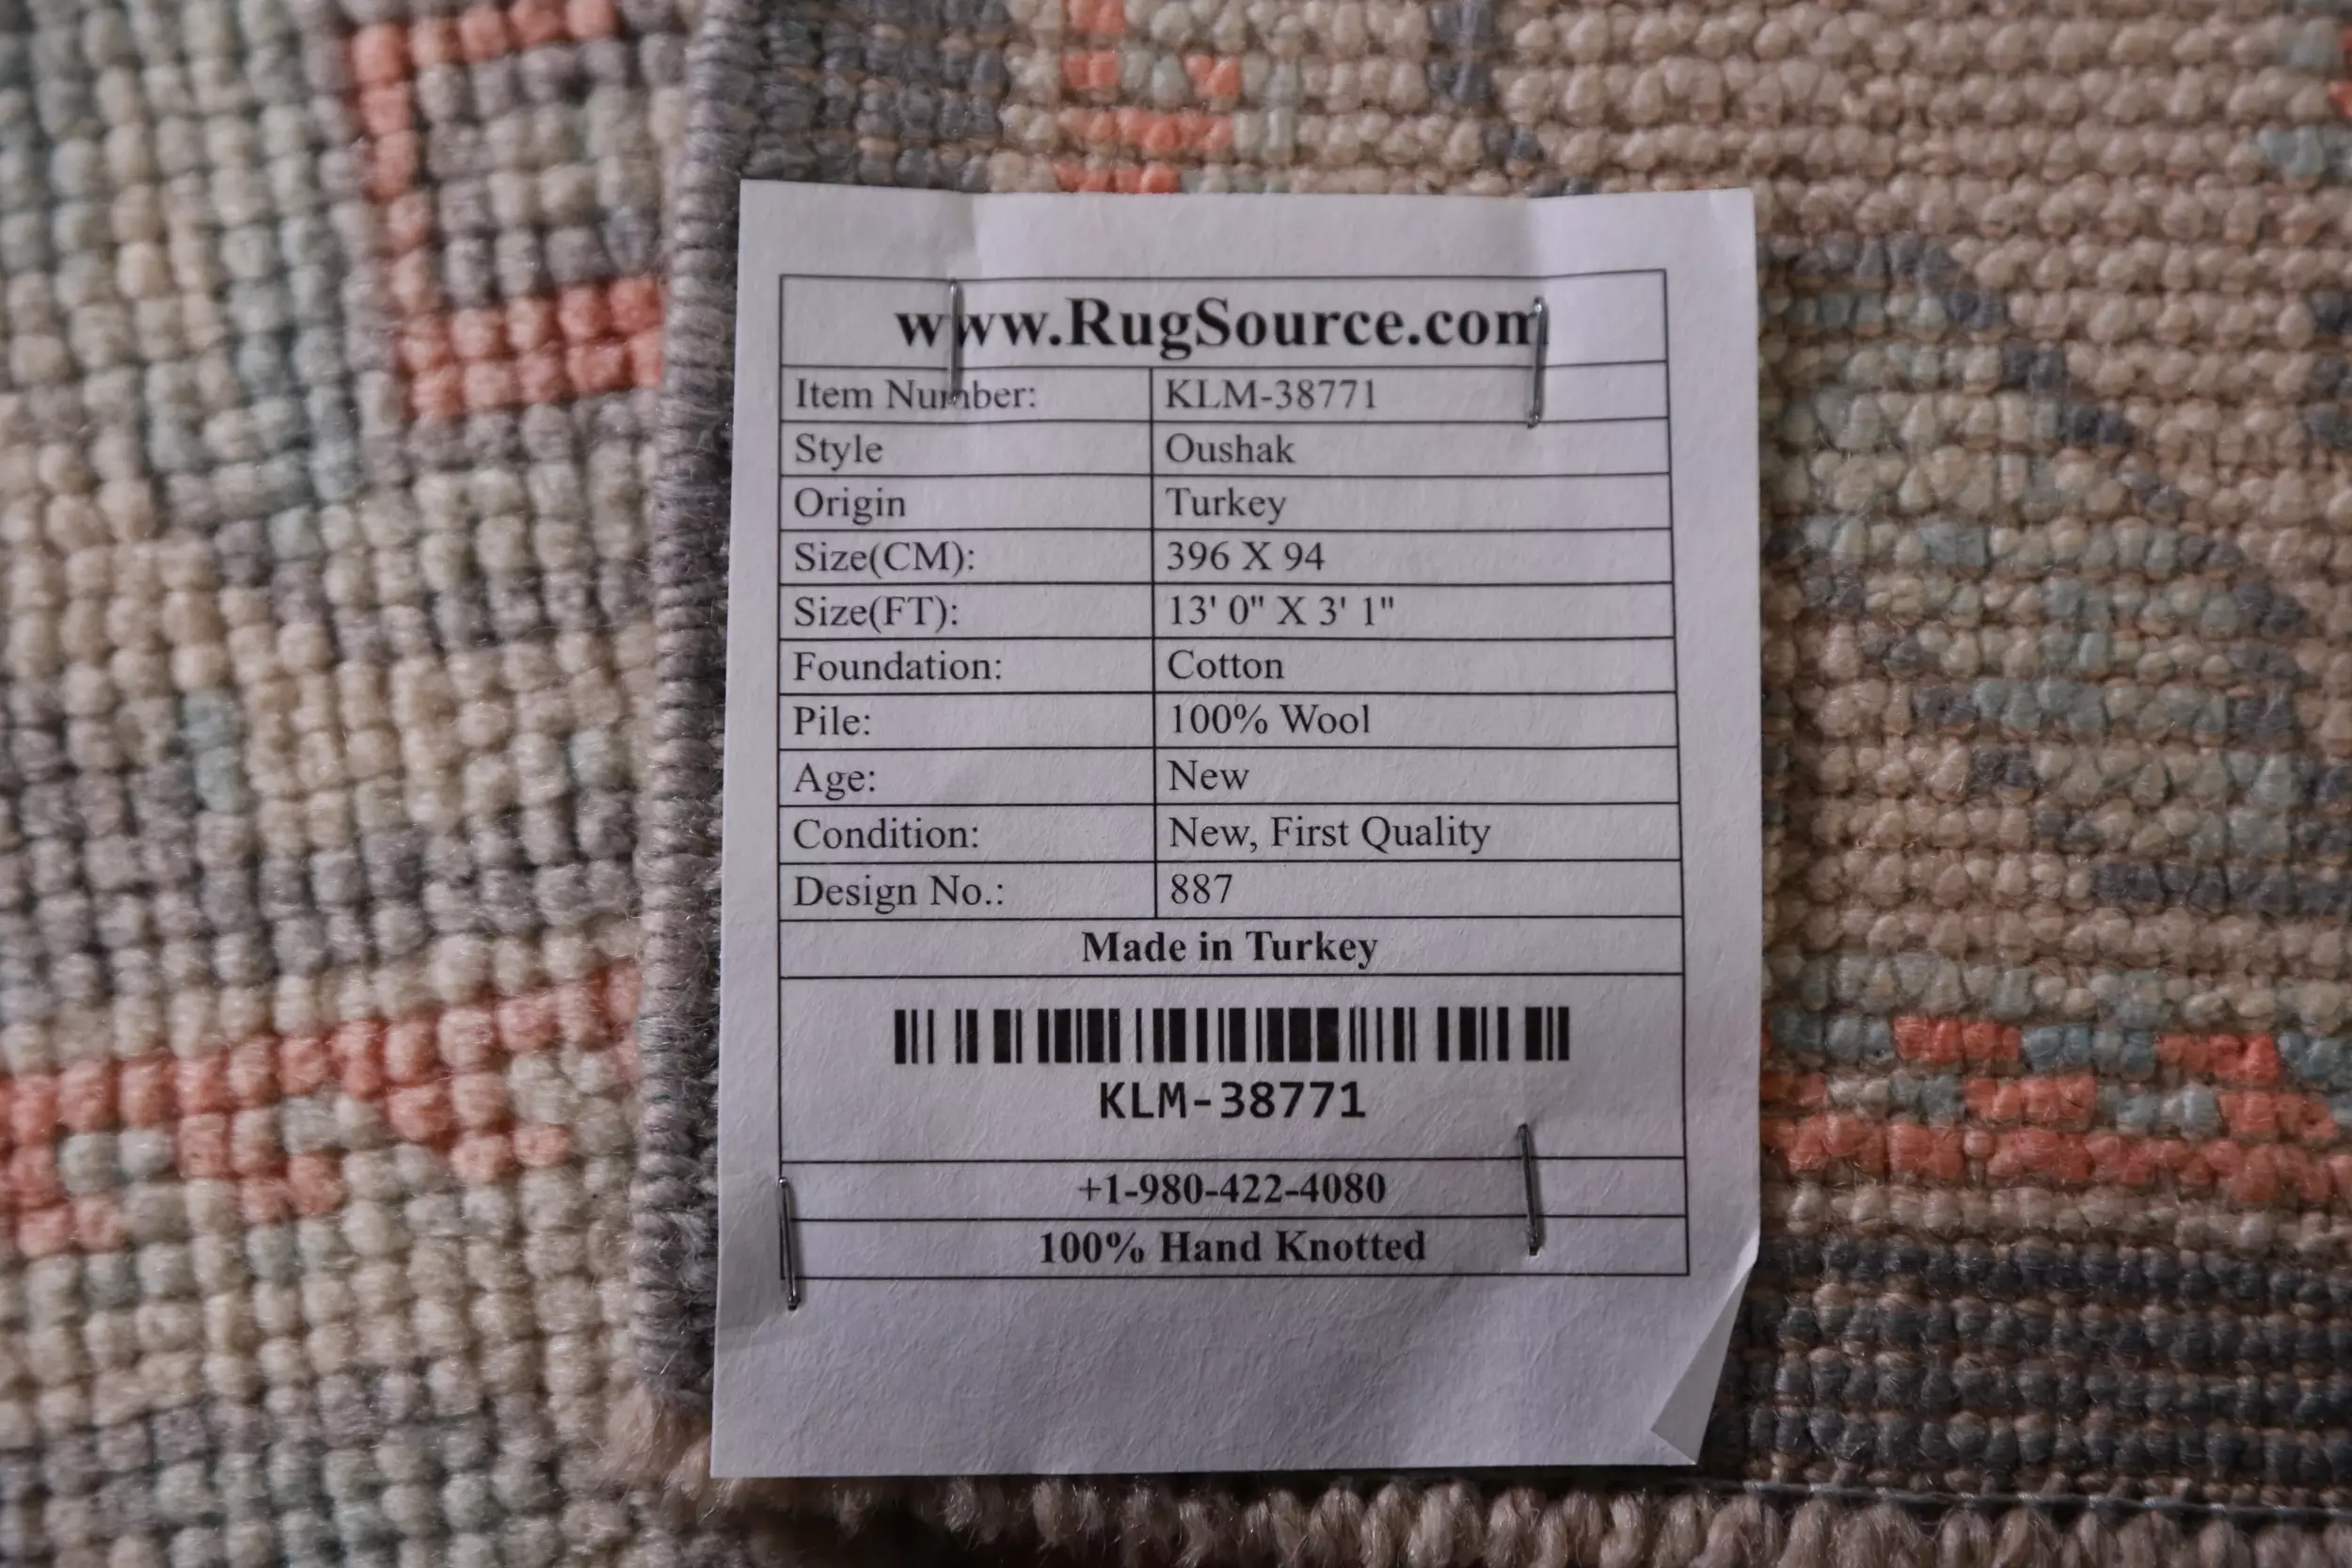 www.RugSource.com
Item Number: KLM-38771
Style Oushak
Origin Turkey
Size(CM): 396 X 94
Size(FT): 13' 0" X 3' 1"
Foundation: Cotton
Pile: 100% Wool
Age: New
Condition: New, First Quality
Design No.: 887
Made in Turkey
KLM-38771
+1-980-422-4080
100% Hand Knotted